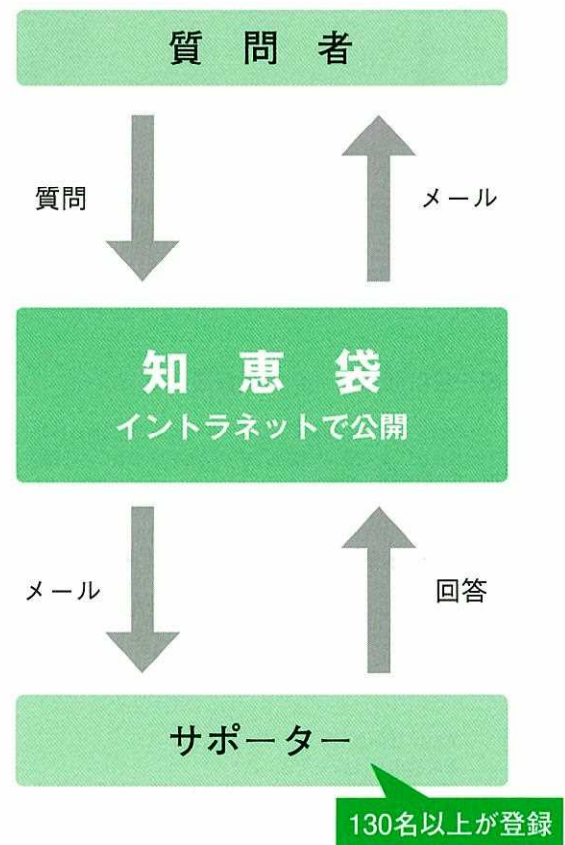 質問者
質問
メール
知恵袋
イントラネットで公開
メール
回答
サポーター
130名以上が登録